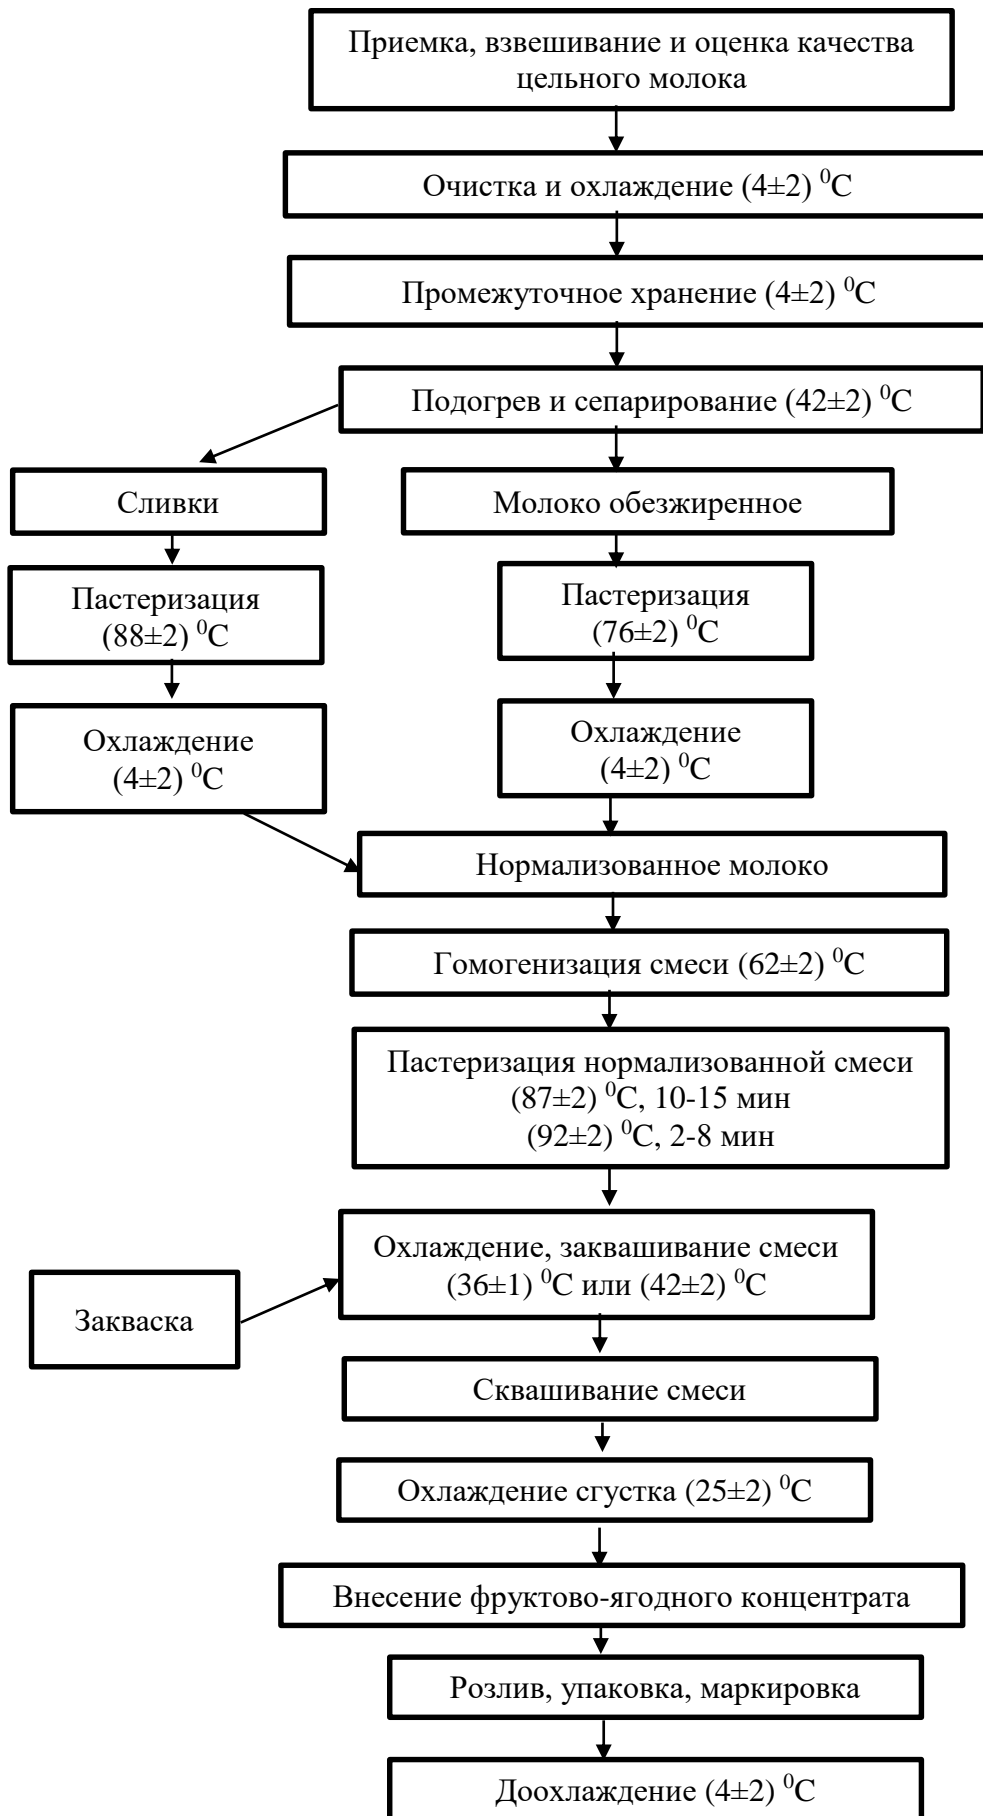 Приемка, взвешивание и оценка качества
цельного молока
Очистка и охлаждение (4±2) ⁰С
Промежуточное хранение (4±2) ⁰С
Подогрев и сепарирование (42±2) ⁰С
Сливки
Молоко обезжиренное
Пастеризация
(88±2) ⁰С
Пастеризация
(76±2) ⁰С
Охлаждение
(4±2) ⁰С
Охлаждение
(4±2) ⁰С
Нормализованное молоко
Гомогенизация смеси (62±2) ⁰С
Пастеризация нормализованной смеси
(87±2) ⁰С, 10-15 мин
(92±2) ⁰С, 2-8 мин
Охлаждение, заквашивание смеси
(36±1) ⁰С или (42±2) ⁰С
Закваска
Сквашивание смеси
Охлаждение сгустка (25±2) ⁰С
Внесение фруктово-ягодного концентрата
Розлив, упаковка, маркировка
Доохлаждение (4±2) ⁰С